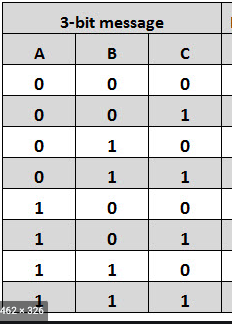 3-bit message
A B C
0 0 0
0 0 1
0 1 0
0 1 1
1 0 0
1 0 1
1 1 0
1 1 1
462 × 326